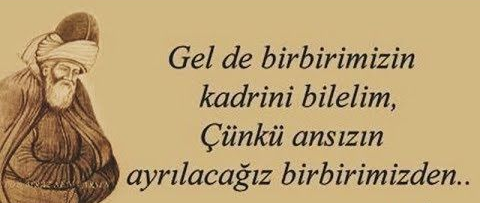 Gel de birbirimizin
kadrini bilelim,
Çünkü ansızın
ayrılacağız birbirimizden..